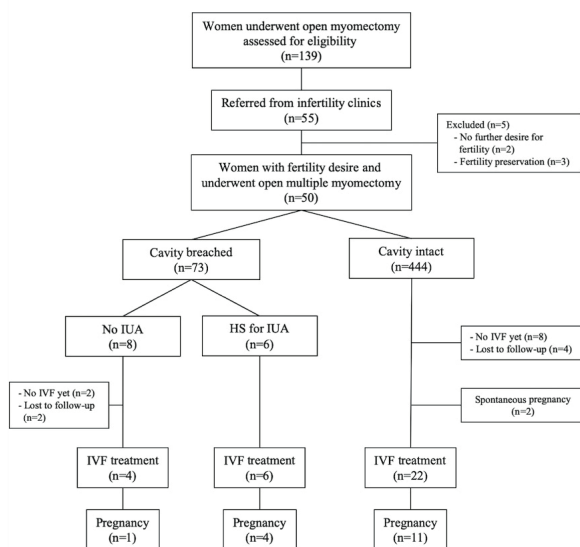 Women underwent open myomectomy
assessed for eligibility
(n=139)
Referred from infertility clinics
(n=55)
Excluded (n=5)
- No further desire for
fertility (n=2)
- Fertility preservation (n=3)
Women with fertility desire and
underwent open multiple myomectomy
(n=50)
Cavity breached
(n=73)
Cavity intact
(n=444)
No IUA
(n=8)
HS for IUA
(n=6)
- No IVF yet (n=8)
- Lost to follow-up (n=4)
- No IVF yet (n=2)
- Lost to follow-up
(n=2)
Spontaneous pregnancy
(n=2)
IVF treatment
(n=4)
IVF treatment
(n=6)
IVF treatment
(n=22)
Pregnancy
(n=1)
Pregnancy
(n=4)
Pregnancy
(n=11)